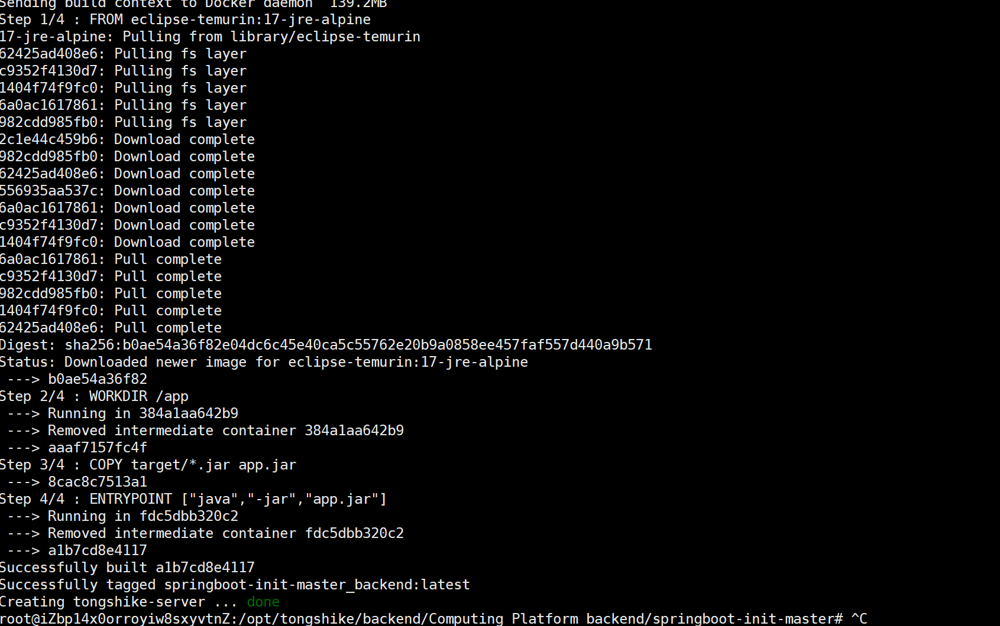 Sending build context to Docker daemon  139.2MB
Step 1/4 : FROM eclipse-temurin:17-jre-alpine
17-jre-alpine: Pulling from library/eclipse-temurin
62425ad408e6: Pulling fs layer
c9352f4130d7: Pulling fs layer
1404f74f9fc0: Pulling fs layer
6a0ac1617861: Pulling fs layer
982cdd985fb0: Pulling fs layer
2c1e44c459b6: Download complete
982cdd985fb0: Download complete
62425ad408e6: Download complete
556935aa537c: Download complete
6a0ac1617861: Download complete
c9352f4130d7: Download complete
1404f74f9fc0: Download complete
6a0ac1617861: Pull complete
c9352f4130d7: Pull complete
982cdd985fb0: Pull complete
1404f74f9fc0: Pull complete
62425ad408e6: Pull complete
Digest: sha256:b0ae54a36f82e04dc6c45e40ca5c55762e20b9a0858ee457faf557d440a9b571
Status: Downloaded newer image for eclipse-temurin:17-jre-alpine
 ---> b0ae54a36f82
Step 2/4 : WORKDIR /app
 ---> Running in 384a1aa642b9
 ---> Removed intermediate container 384a1aa642b9
 ---> aaaf7157fc4f
Step 3/4 : COPY target/*.jar app.jar
 ---> 8cac8c7513a1
Step 4/4 : ENTRYPOINT ["java","-jar","app.jar"]
 ---> Running in fdc5dbb320c2
 ---> Removed intermediate container fdc5dbb320c2
 ---> a1b7cd8e4117
Successfully built a1b7cd8e4117
Successfully tagged springboot-init-master_backend:latest
Creating tongshike-server ... done
root@iZbp14x0orroyiw8sxyvtnZ:/opt/tongshike/backend/Computing_Platform_backend/springboot-init-master# ^C